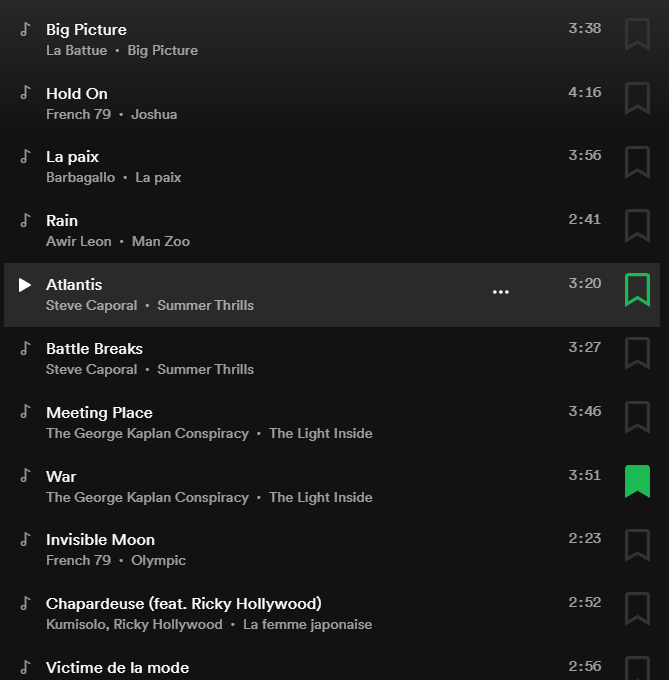 Big Picture
3:38
La Battue • Big Picture
Hold On
4:16
French 79 • Joshua
La paix
3:56
Barbagallo • La paix
Rain
2:41
Awir Leon • Man Zoo
Atlantis
3:20
Steve Caporal • Summer Thrills
Battle Breaks
3:27
Steve Caporal • Summer Thrills
Meeting Place
3:46
The George Kaplan Conspiracy • The Light Inside
War
3:51
The George Kaplan Conspiracy • The Light Inside
Invisible Moon
2:23
French 79 • Olympic
Chapardeuse (feat. Ricky Hollywood)
2:52
Kumisolo, Ricky Hollywood • La femme japonaise
Victime de la mode
2:56